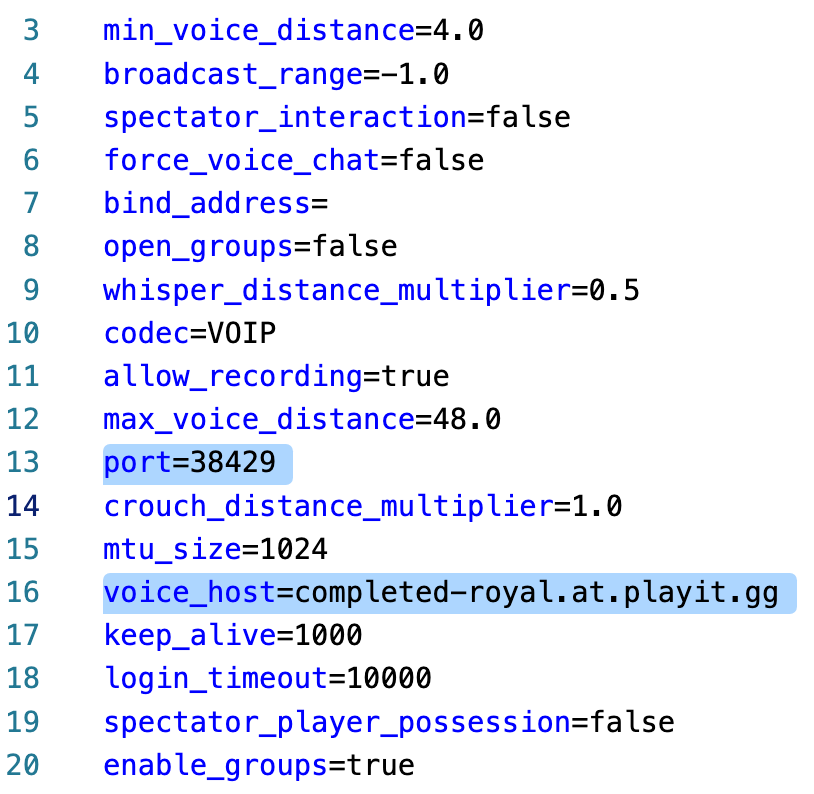 3 min_voice_distance=4.0
4 broadcast_range=-1.0
5 spectator_interaction=false
6 force_voice_chat=false
7 bind_address=
8 open_groups=false
9 whisper_distance_multiplier=0.5
10 codec=VOIP
11 allow_recording=true
12 max_voice_distance=48.0
13 port=38429
14 crouch_distance_multiplier=1.0
15 mtu_size=1024
16 voice_host=completed-royal.at.playit.gg
17 keep_alive=1000
18 login_timeout=10000
19 spectator_player_possession=false
20 enable_groups=true